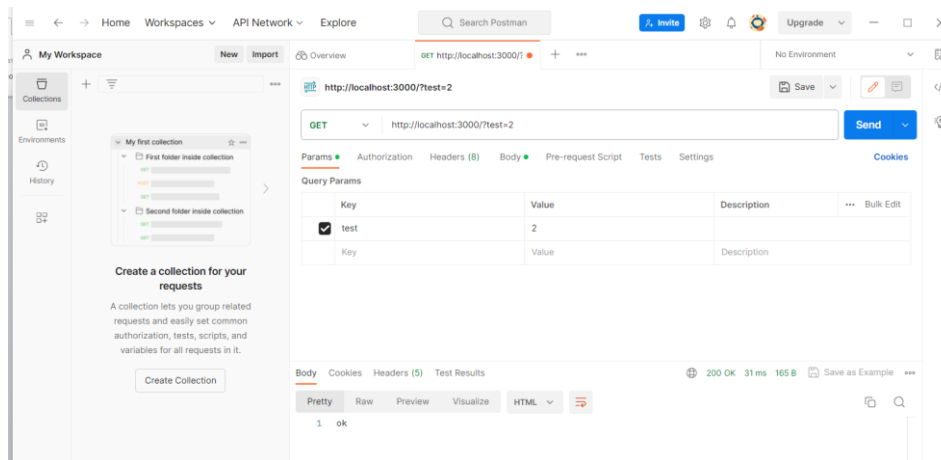 Home Workspaces API Network Explore Search Postman Invite Upgrade
My Workspace New Import Overview GET http://localhost:3000/? No Environment
Collections
http://localhost:3000/?test=2 Save
Environments
GET http://localhost:3000/?test=2 Send
History
My first collection
First folder inside collection
GET
POST
GET
Second folder inside collection
GET
GET
Params Authorization Headers (8) Body Pre-request Script Tests Settings Cookies
Query Params
Key Value Description Bulk Edit
test 2
Key Value Description
Create a collection for your
requests
A collection lets you group related
requests and easily set common
authorization, tests, scripts, and
variables for all requests in it.
Create Collection
Body Cookies Headers (5) Test Results 200 OK 31 ms 165 B Save as Example
Pretty Raw Preview Visualize HTML
1 ok